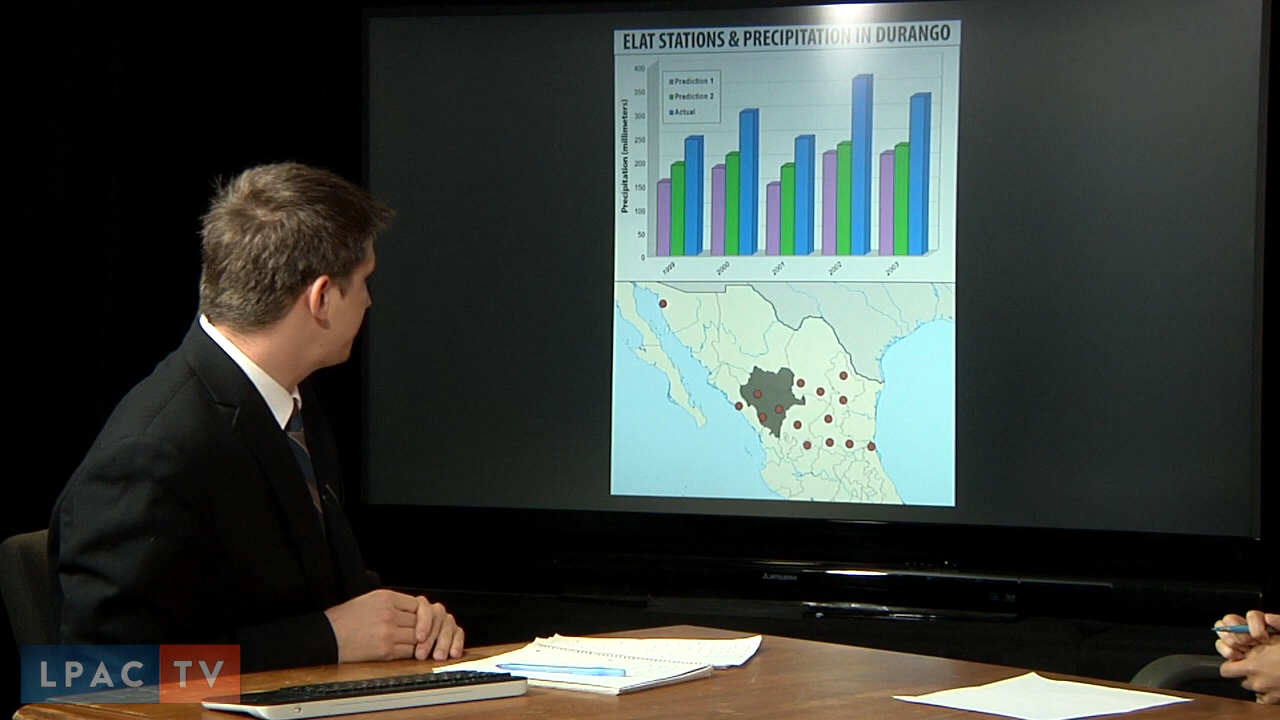 ELAT STATIONS & PRECIPITATION IN DURANGO
400
350
300
250
200
150
100
50
0
Precipitation (millimeters)
Prediction 1
Prediction 2
Actual
1999
2000
2001
2002
2003
MITSUBISHI
LPAC TV